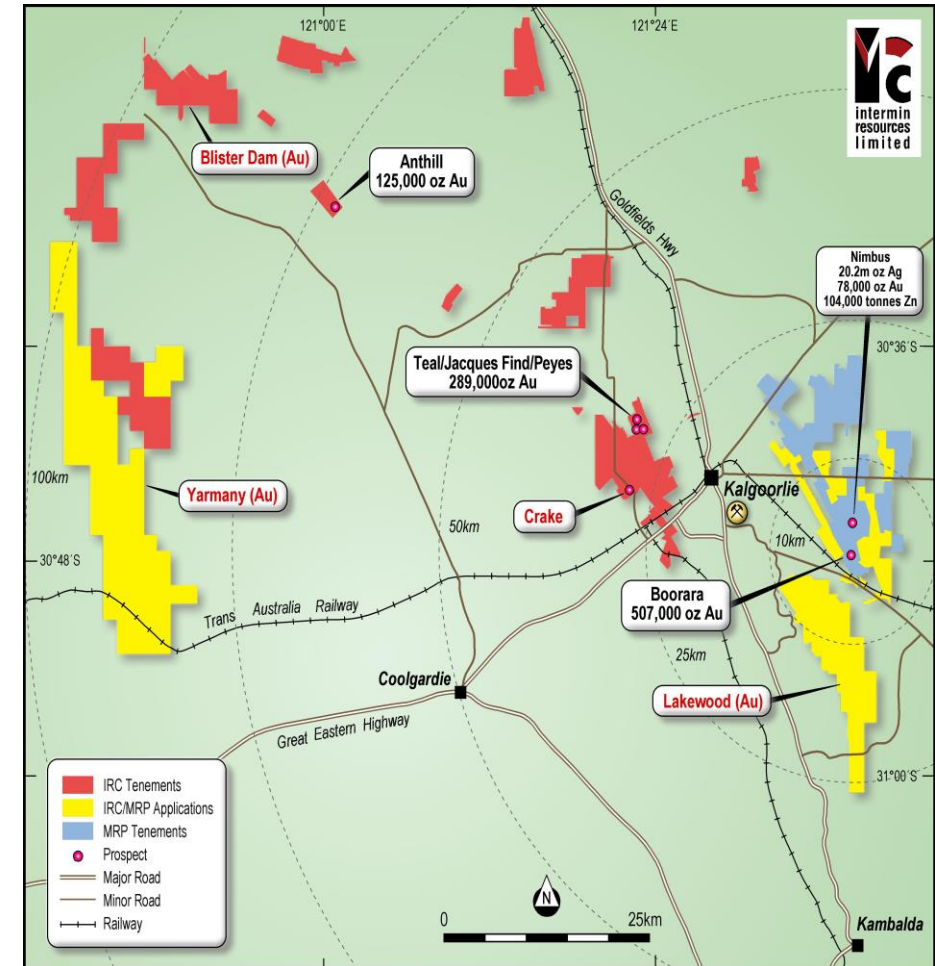 121°00´E
121°24´E
intermin
resources
limited
Blister Dam (Au)
Anthill
125,000 oz Au
Goldfields Hwy
Nimbus
20.2m oz Ag
78,000 oz Au
104,000 tonnes Zn
30°36´S
Teal/Jacques Find/Peyes
289,000oz Au
100km
Yarmany (Au)
Crake
Kalgoorlie
50km
10km
30°48´S
Trans Australia Railway
Boorara
507,000 oz Au
25km
Coolgardie
Lakewood (Au)
Great Eastern Highway
31°00´S
IRC Tenements
IRC/MRP Applications
MRP Tenements
Prospect
Major Road
Minor Road
Railway
N
0
25km
Kambalda